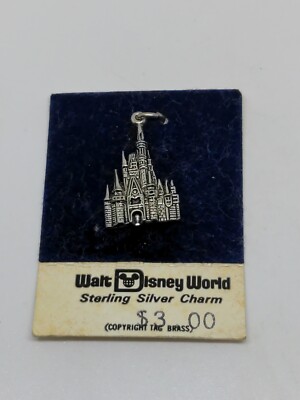 Walt Disney World
Sterling Silver Charm
$3.00
(COPYRIGHT TAG BRASS)